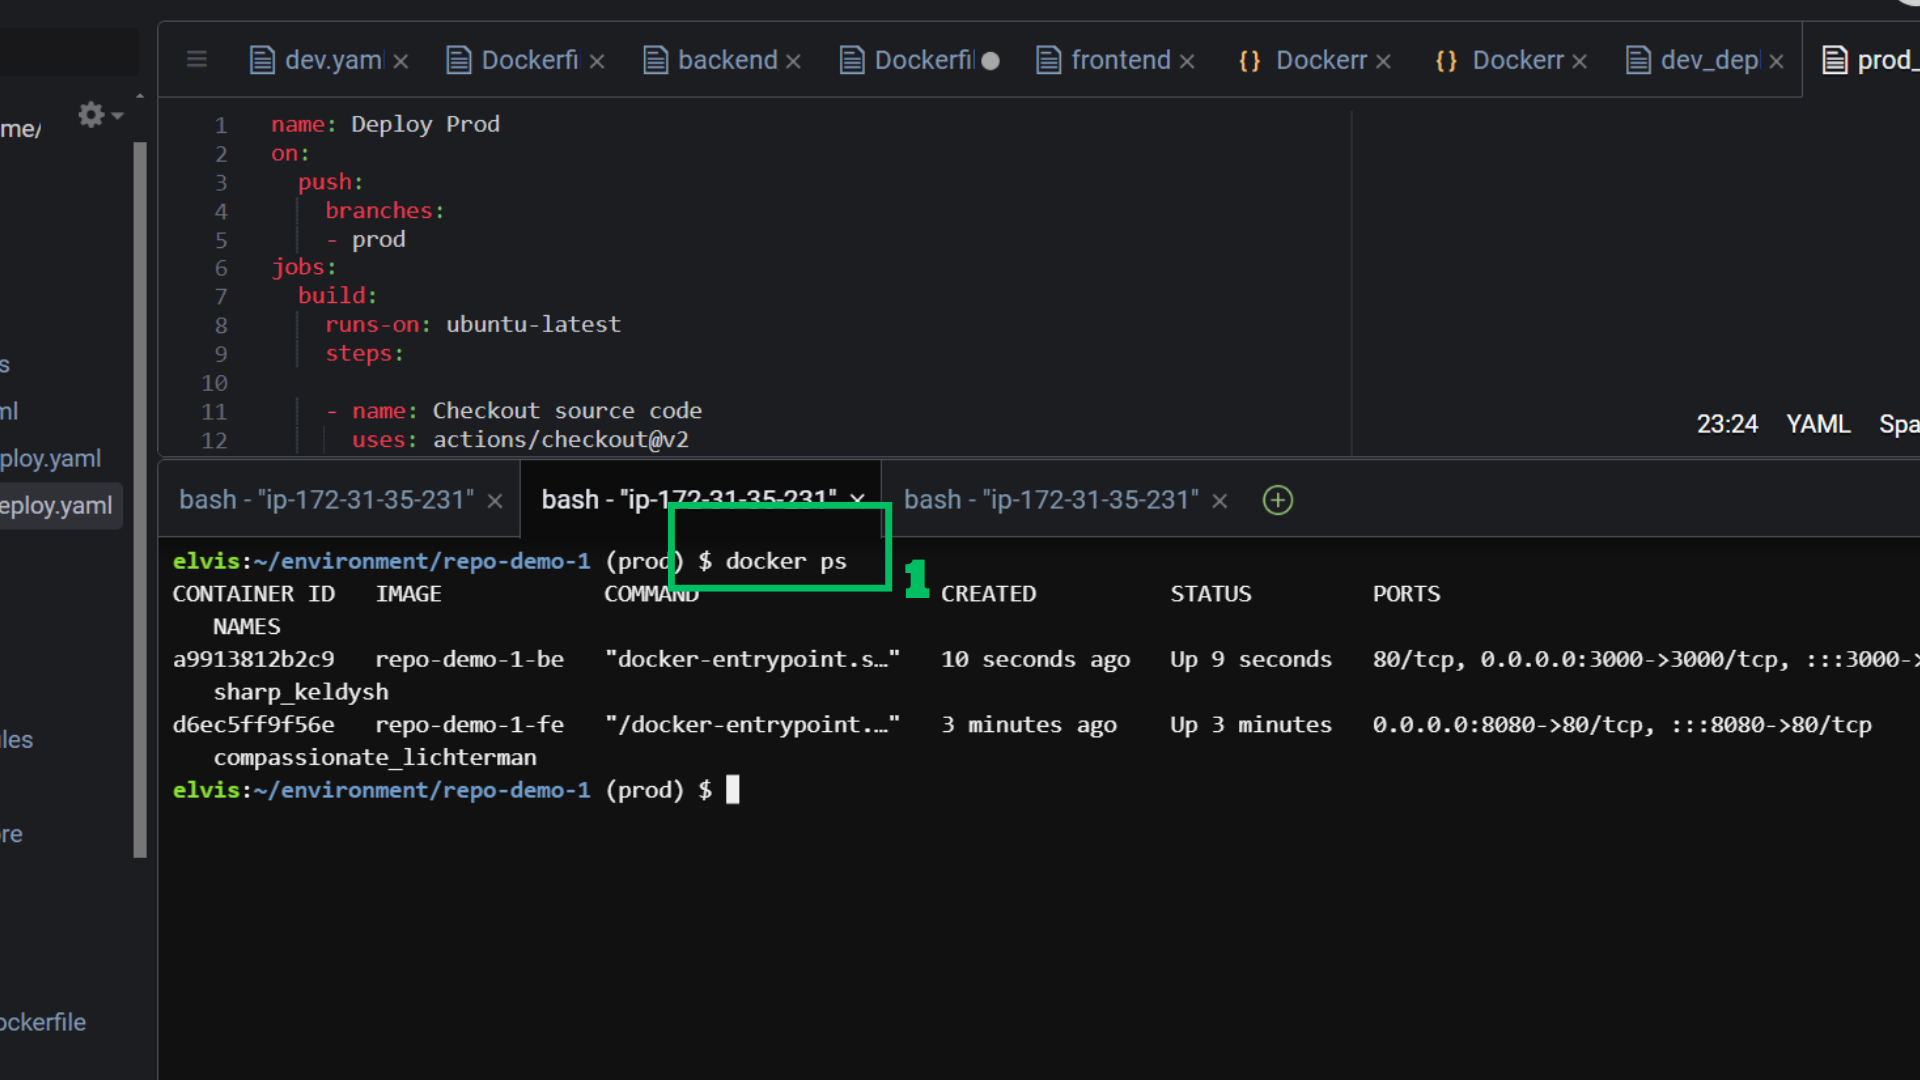 dev.yaml Dockerfi backend Dockerfil frontend {} Dockerr {} Dockerr dev_depl prod_
me/
1 name: Deploy Prod
2 on:
3 push:
4 branches:
5 - prod
6 jobs:
7 build:
8 runs-on: ubuntu-latest
9 steps:
10
11 - name: Checkout source code
12 uses: actions/checkout@v2
23:24 YAML Spa
s
ml
ploy.yaml
eploy.yaml
les
re
ockerfile
bash - "ip-172-31-35-231" bash - "ip-172-31-35-231" bash - "ip-172-31-35-231"
elvis:~/environment/repo-demo-1 (prod) $ docker ps
1
CONTAINER ID IMAGE COMMAND CREATED STATUS PORTS
NAMES
a9913812b2c9 repo-demo-1-be "docker-entrypoint.s…" 10 seconds ago Up 9 seconds 80/tcp, 0.0.0.0:3000->3000/tcp, :::3000->
sharp_keldysh
d6ec5ff9f56e repo-demo-1-fe "/docker-entrypoint.…" 3 minutes ago Up 3 minutes 0.0.0.0:8080->80/tcp, :::8080->80/tcp
compassionate_lichterman
elvis:~/environment/repo-demo-1 (prod) $